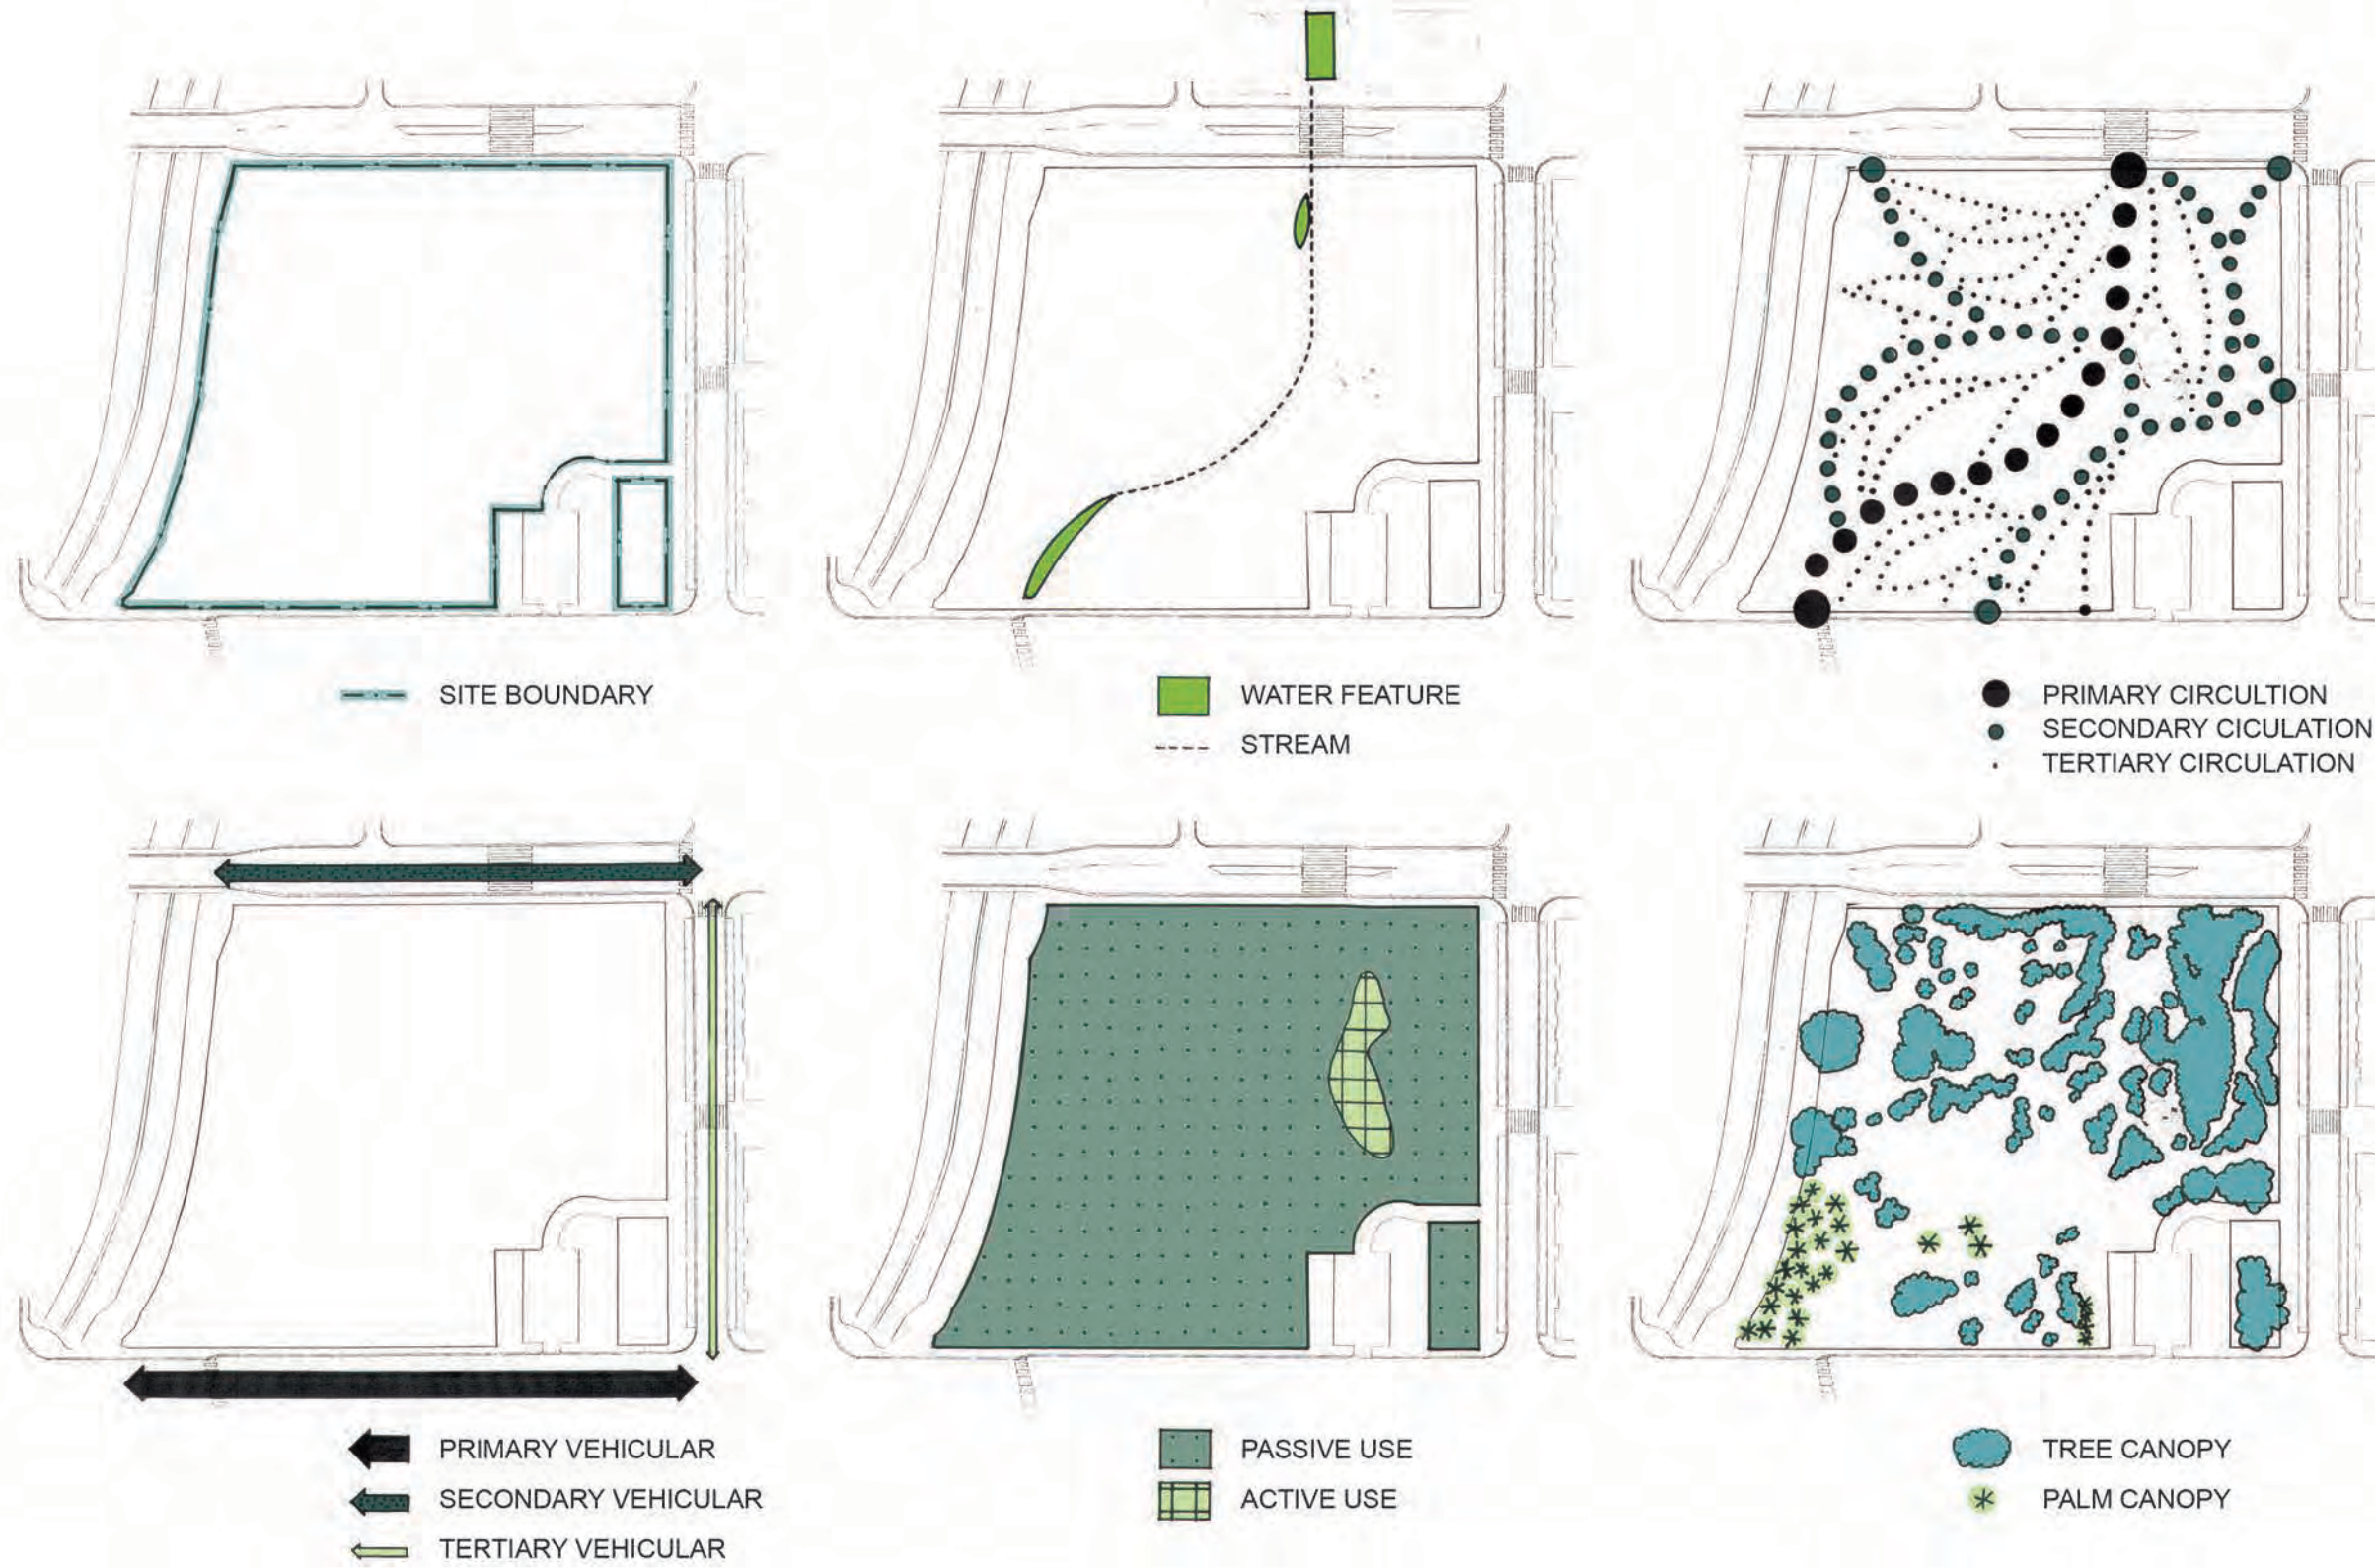 SITE BOUNDARY
WATER FEATURE
STREAM
PRIMARY CIRCULTION
SECONDARY CICULATION
TERTIARY CIRCULATION
PRIMARY VEHICULAR
SECONDARY VEHICULAR
TERTIARY VEHICULAR
PASSIVE USE
ACTIVE USE
TREE CANOPY
PALM CANOPY